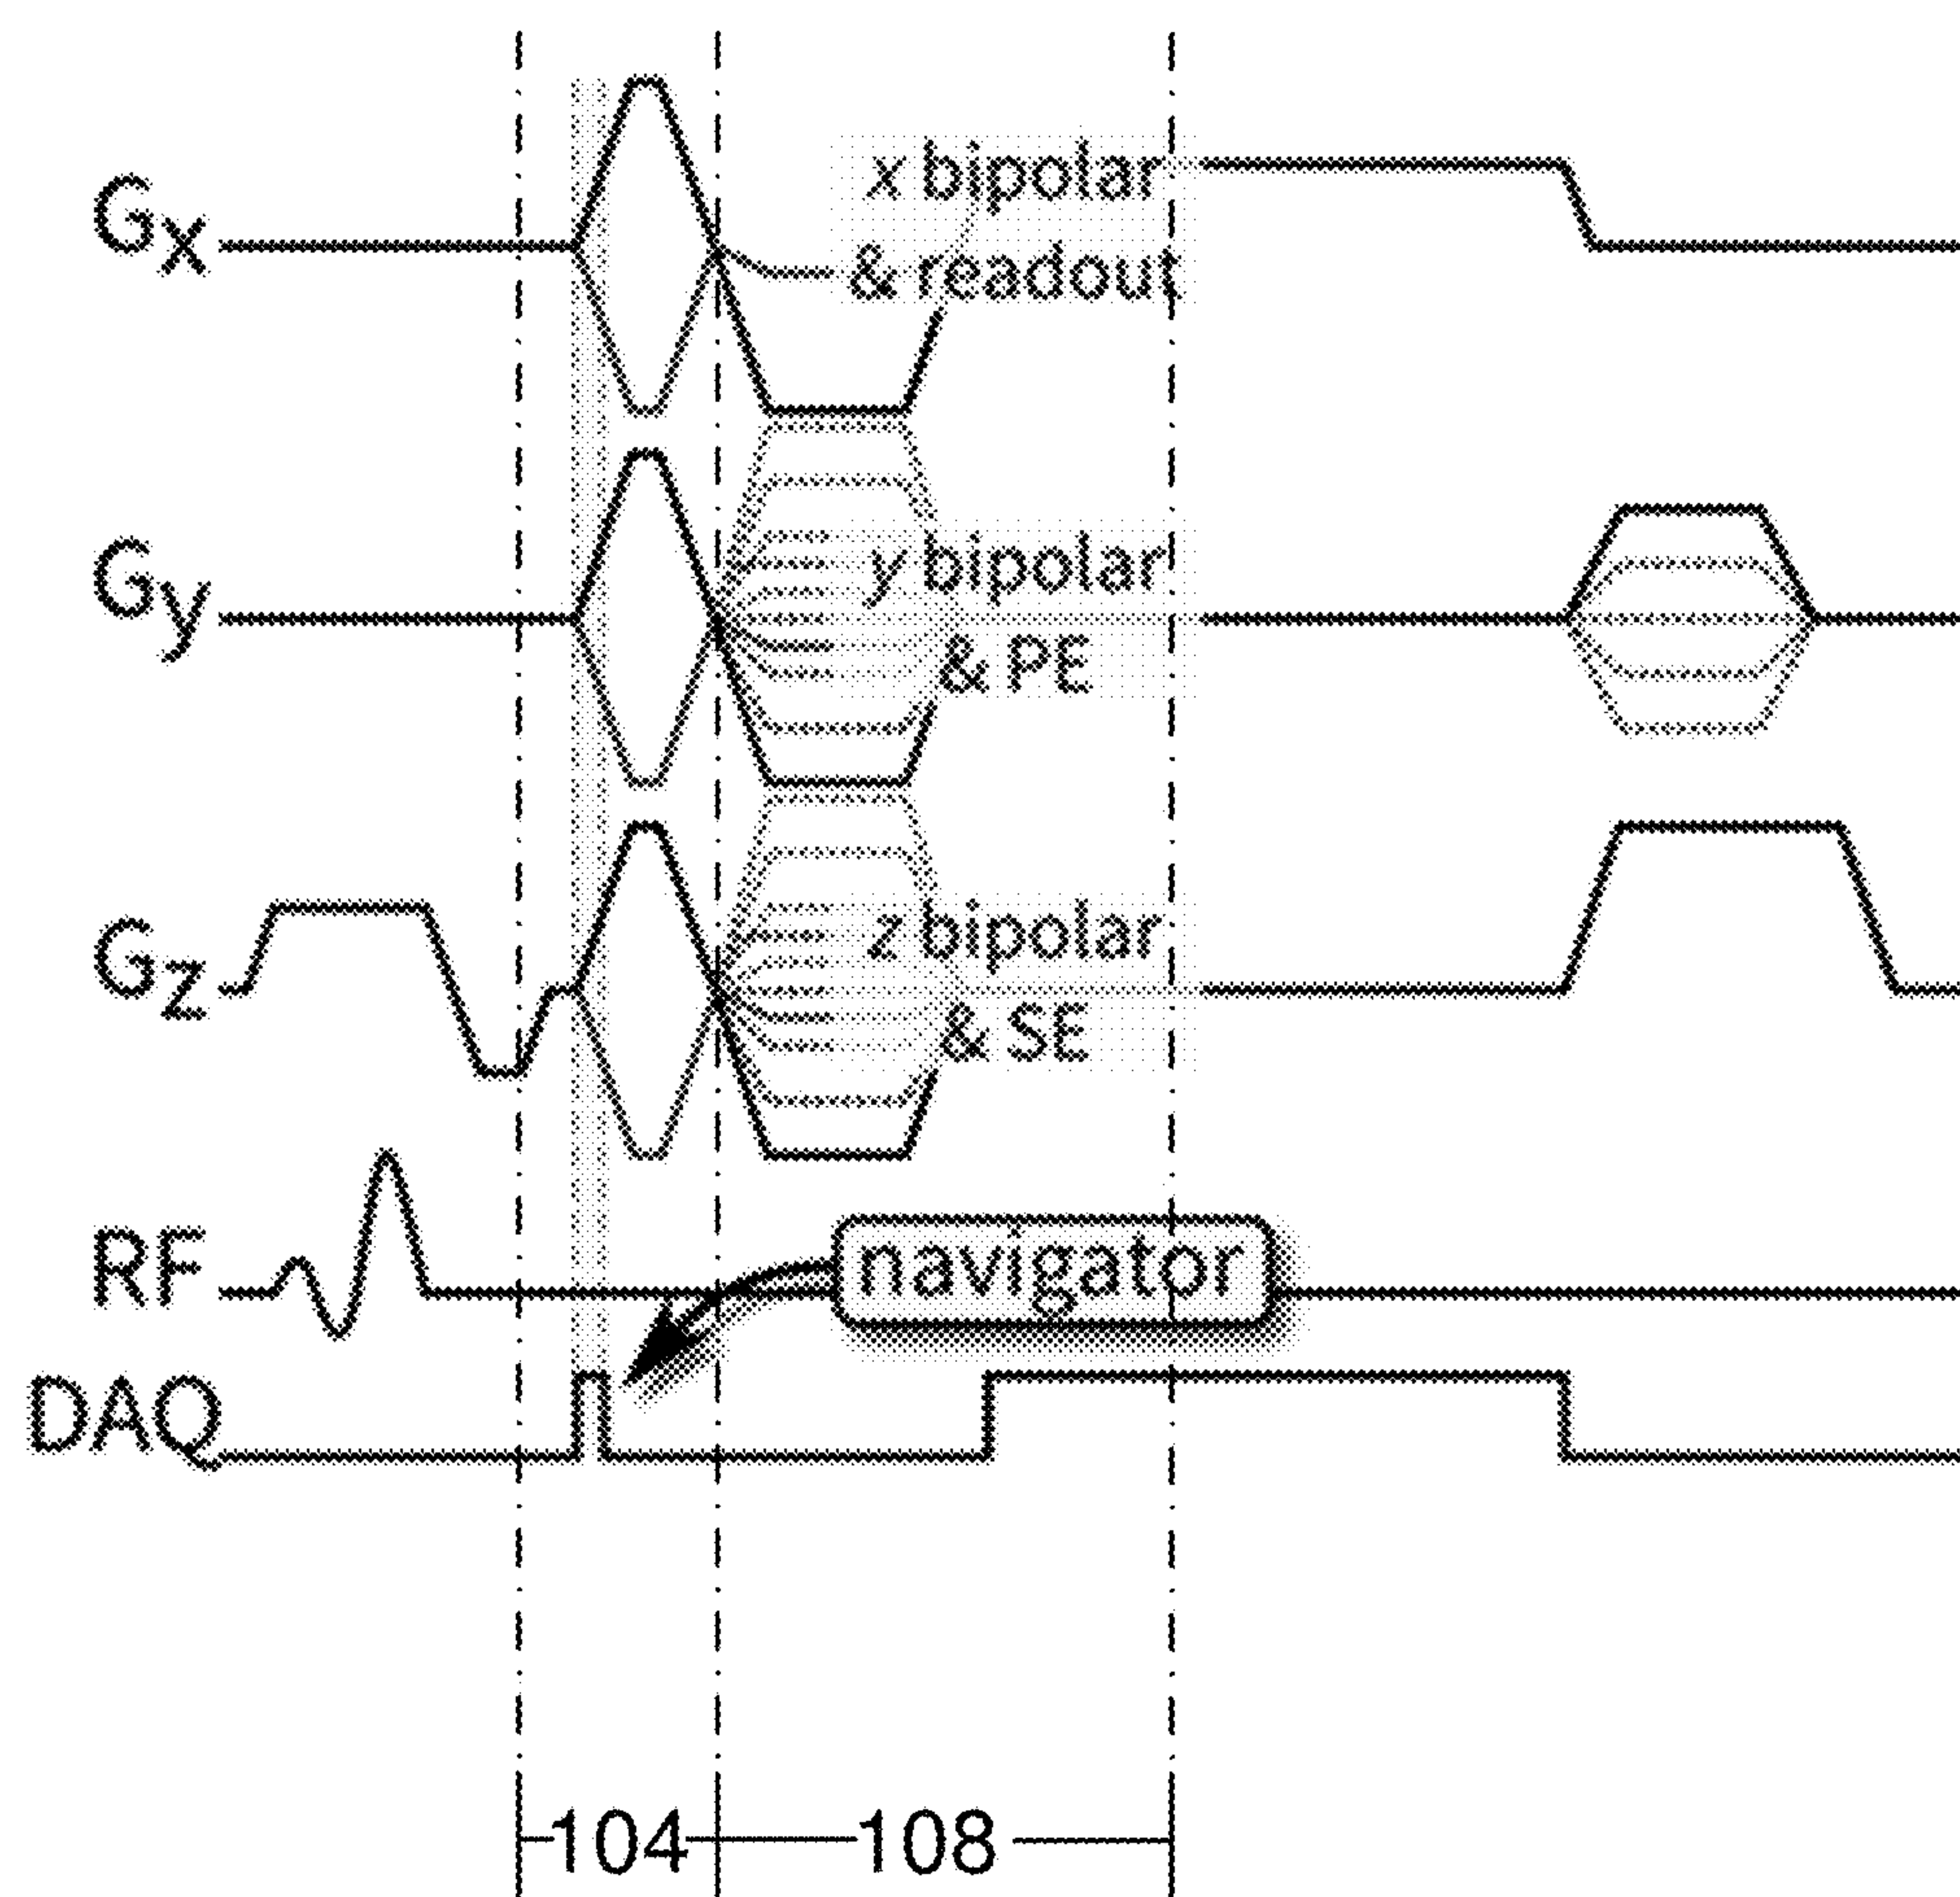 Gx
x bipolar
& readout
Gy
y bipolar
& PE
Gz
z bipolar
& SE
RF
navigator
DAQ
104
108